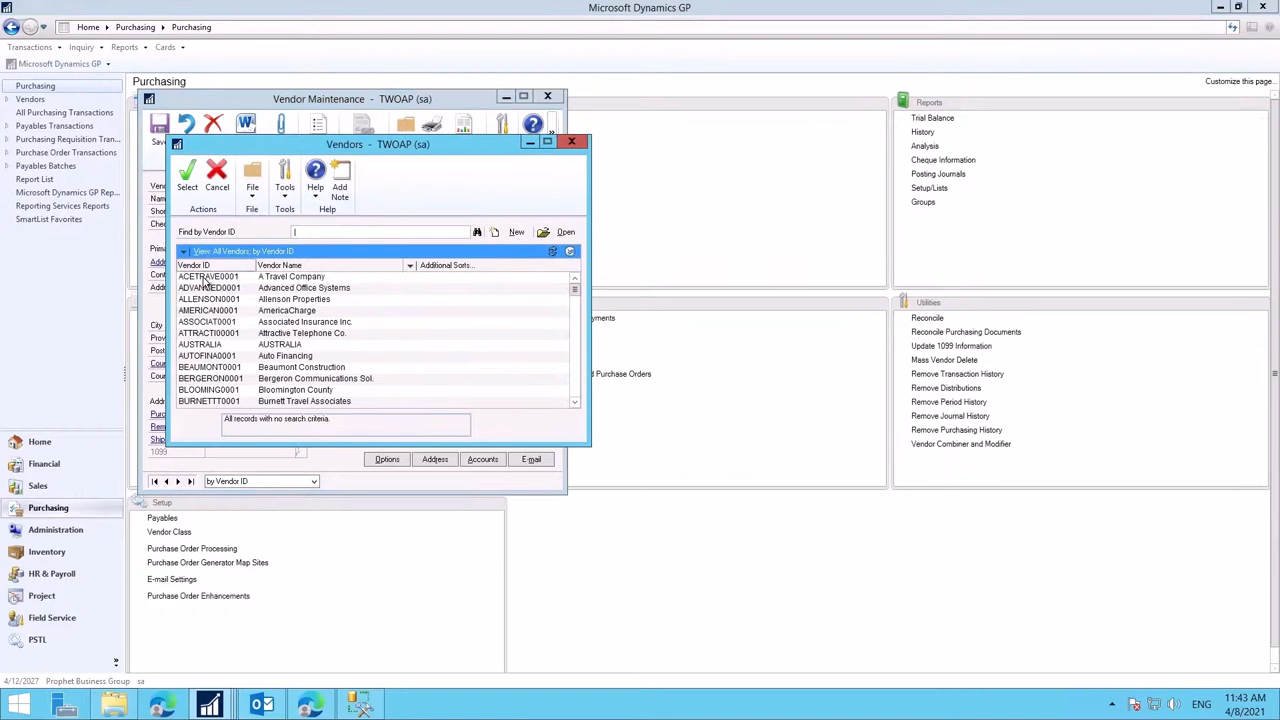 Microsoft Dynamics GP
Home
Purchasing
Purchasing
Transactions
Inquiry
Reports
Cards
Microsoft Dynamics GP
Purchasing
Customize this page...
Purchasing
Vendors
All Purchasing Transactions
Payables Transactions
Purchasing Requisition Tran...
Purchase Order Transactions
Payables Batches
Report List
Microsoft Dynamics GP Rep...
Reporting Services Reports
SmartList Favorites
Home
Financial
Sales
Purchasing
Administration
Inventory
HR & Payroll
Project
Field Service
PSTL
Vendor Maintenance - TWOAP (sa)
1099
Options
Address
Accounts
E-mail
by Vendor ID
Vendors - TWOAP (sa)
Select
Cancel
File
Tools
Help
Add Note
Actions
File
Tools
Help
Find by Vendor ID
New
Open
View: All Vendors; by Vendor ID
Vendor ID Vendor Name Additional Sorts...
ACETRAVE0001 A Travel Company
ADVANCED0001 Advanced Office Systems
ALLENSON0001 Allenson Properties
AMERICAN0001 AmericaCharge
ASSOCIAT0001 Associated Insurance Inc.
ATTRACTI00001 Attractive Telephone Co.
AUSTRALIA AUSTRALIA
AUTOFINA0001 Auto Financing
BEAUMONT0001 Beaumont Construction
BERGERON0001 Bergeron Communications Sol.
BLOOMING0001 Bloomington County
BURNETTT0001 Burnett Travel Associates
All records with no search criteria.
Setup
Payables
Vendor Class
Purchase Order Processing
Purchase Order Generator Map Sites
E-mail Settings
Purchase Order Enhancements
Reports
Trial Balance
History
Analysis
Cheque Information
Posting Journals
Setup/Lists
Groups
Utilities
Reconcile
Reconcile Purchasing Documents
Update 1099 Information
Mass Vendor Delete
Remove Transaction History
Remove Distributions
Remove Period History
Remove Journal History
Remove Purchasing History
Vendor Combiner and Modifier
4/12/2027 Prophet Business Group sa
ENG
11:43 AM
4/8/2021